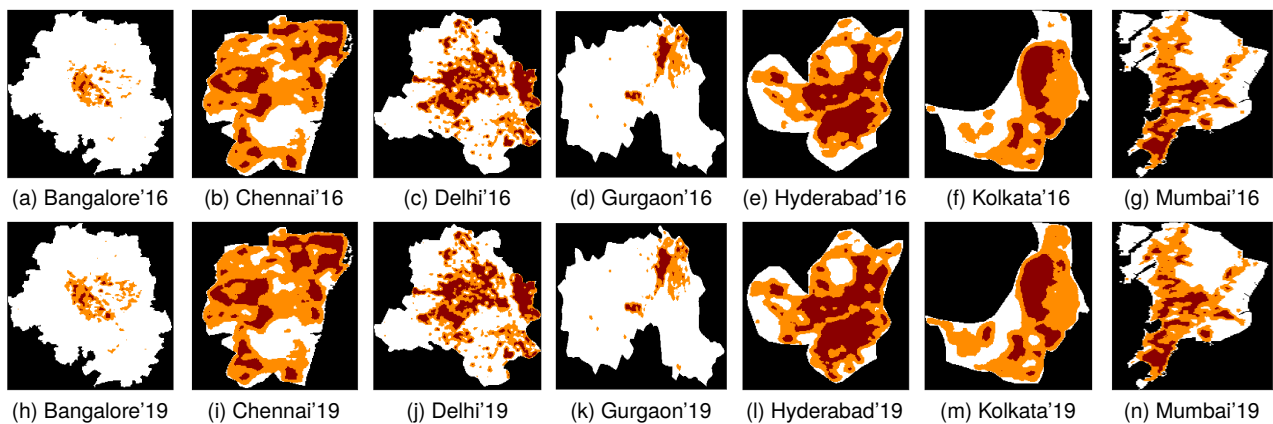 (a) Bangalore'16 (b) Chennai'16 (c) Delhi'16 (d) Gurgaon'16 (e) Hyderabad'16 (f) Kolkata'16 (g) Mumbai'16
(h) Bangalore'19 (i) Chennai'19 (j) Delhi'19 (k) Gurgaon'19 (l) Hyderabad'19 (m) Kolkata'19 (n) Mumbai'19